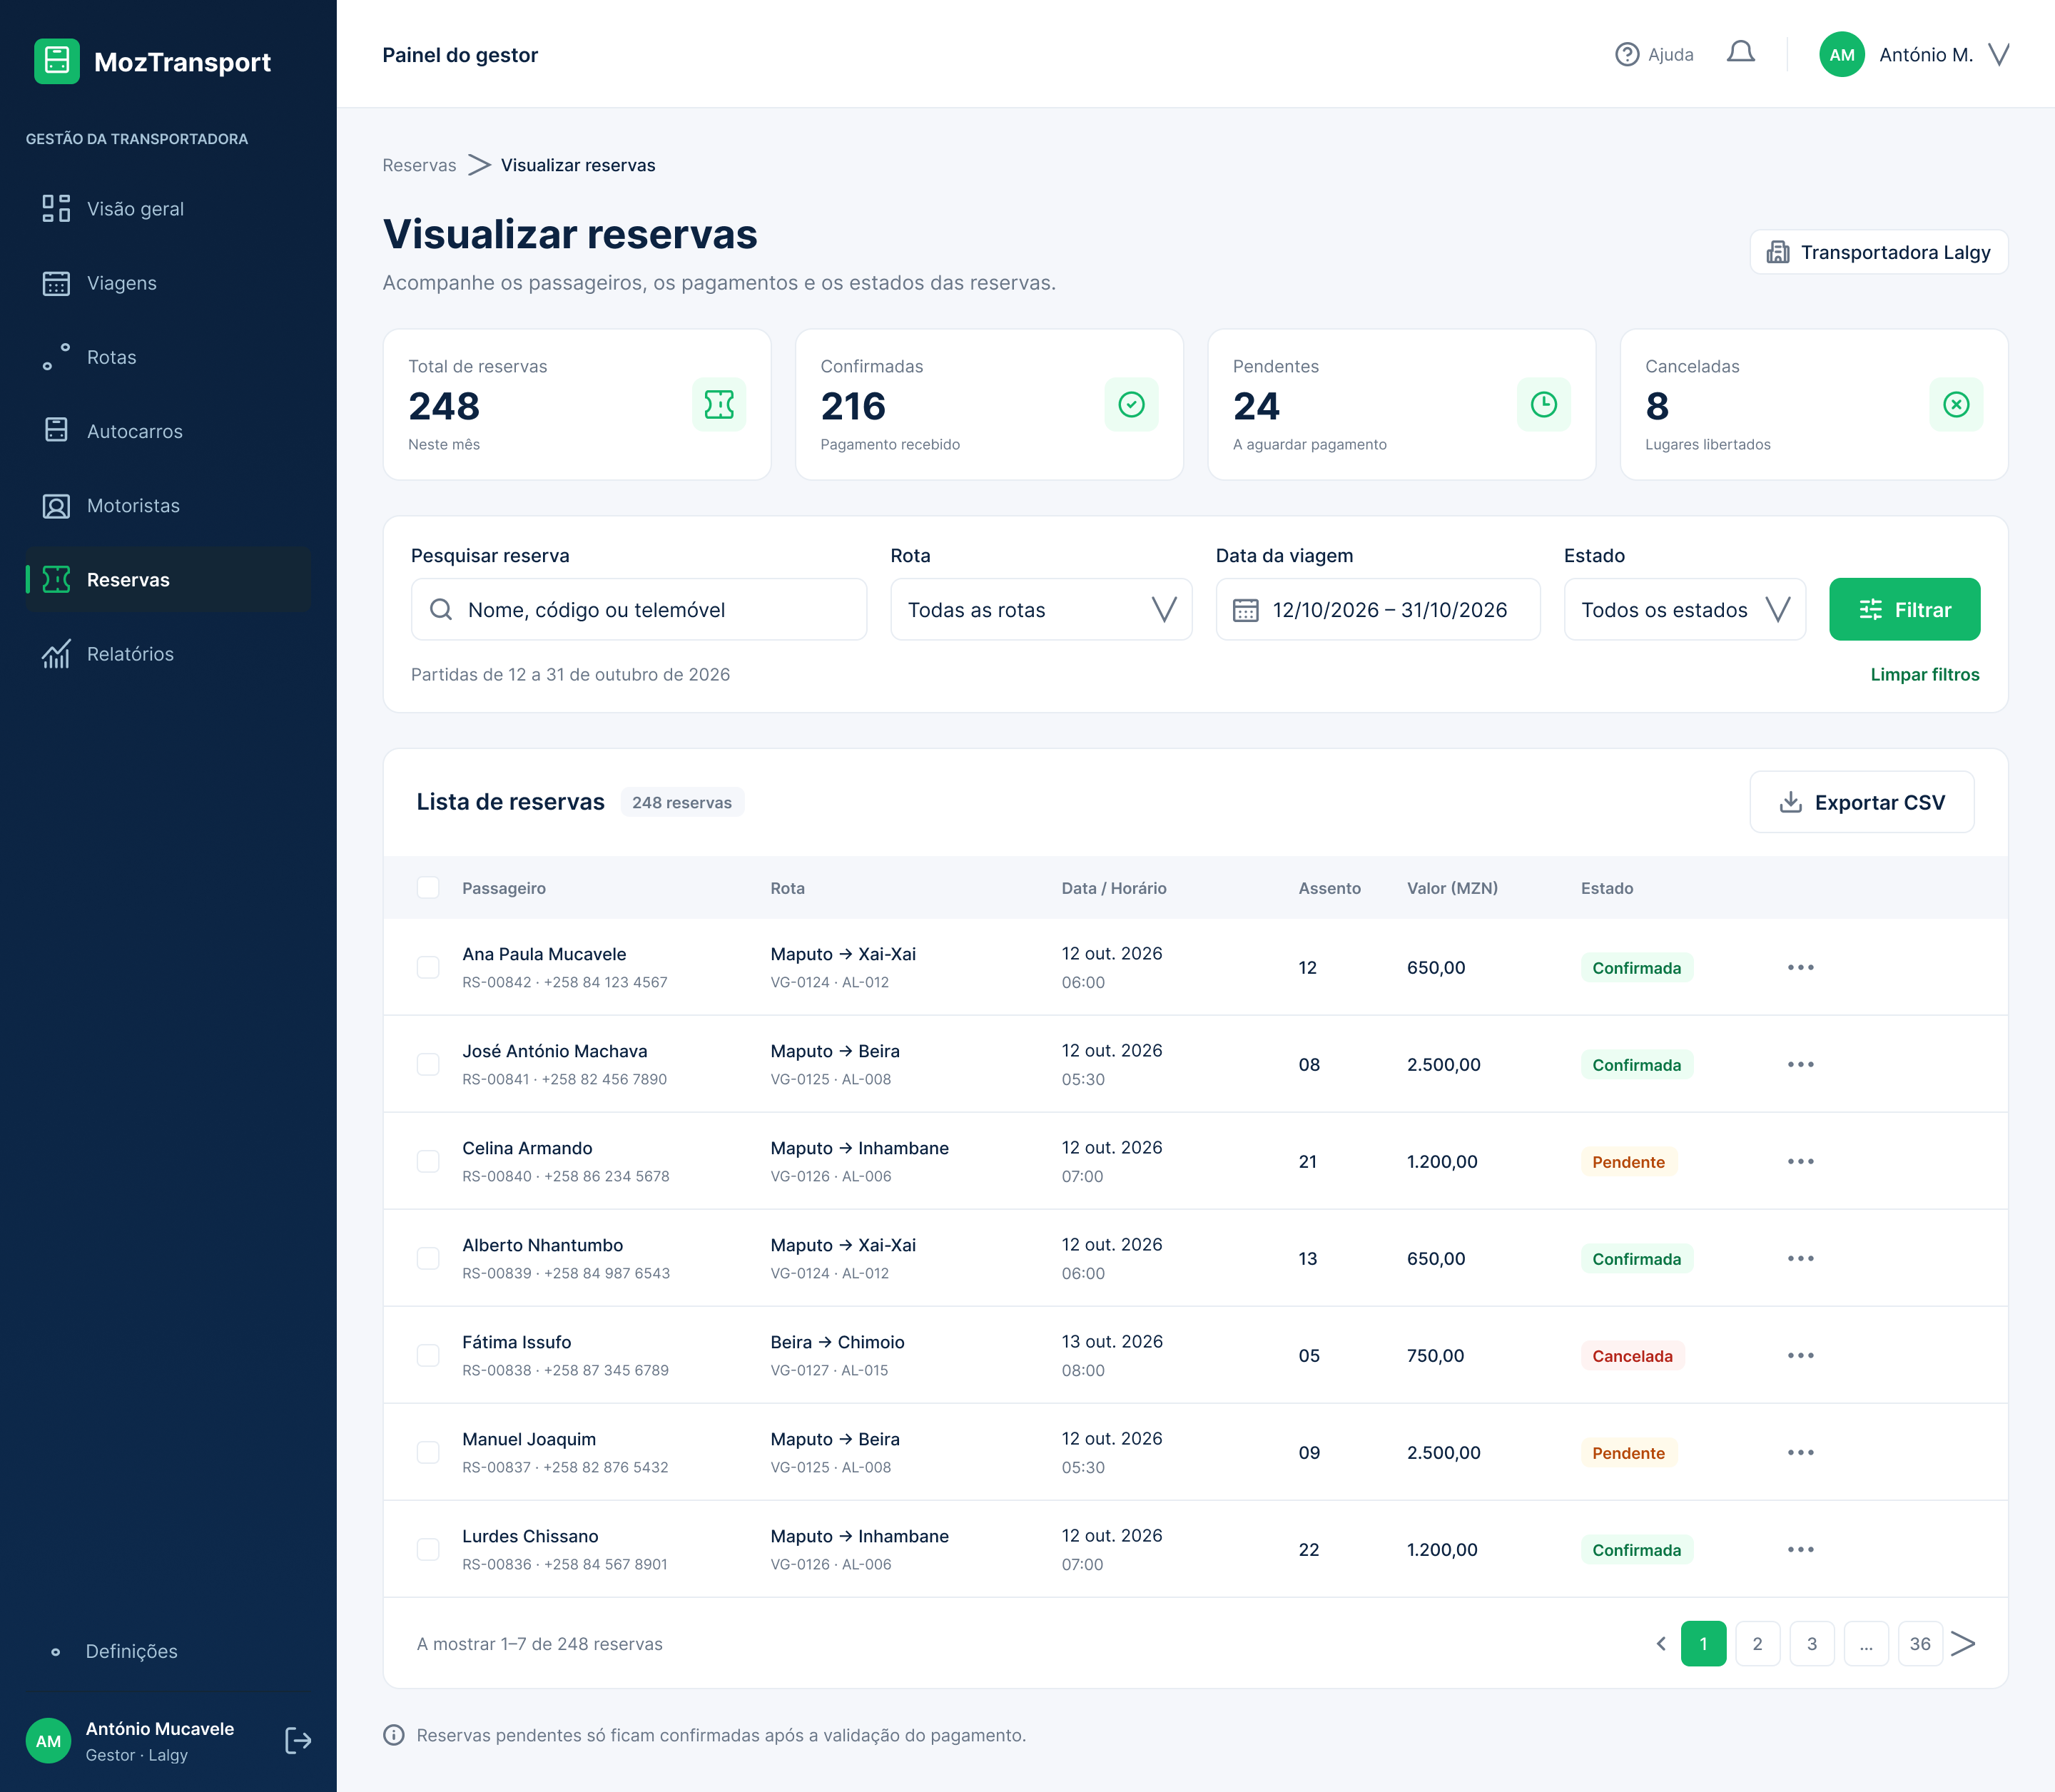 MozTransport
GESTÃO DA TRANSPORTADORA
Visão geral
Viagens
Rotas
Autocarros
Motoristas
Reservas
Relatórios
Definições
AM
António Mucavele
Gestor · Lalgy
Painel do gestor
Ajuda
AM
António M.
Reservas
Visualizar reservas
Visualizar reservas
Acompanhe os passageiros, os pagamentos e os estados das reservas.
Transportadora Lalgy
Total de reservas
248
Neste mês
Confirmadas
216
Pagamento recebido
Pendentes
24
A aguardar pagamento
Canceladas
8
Lugares libertados
Pesquisar reserva
Nome, código ou telemóvel
Rota
Todas as rotas
Data da viagem
12/10/2026 – 31/10/2026
Estado
Todos os estados
Filtrar
Partidas de 12 a 31 de outubro de 2026
Limpar filtros
Lista de reservas
248 reservas
Exportar CSV
Passageiro Rota Data / Horário Assento Valor (MZN) Estado
Ana Paula Mucavele Maputo → Xai-Xai 12 out. 2026 12 650,00 Confirmada
RS-00842 · +258 84 123 4567 VG-0124 · AL-012 06:00
José António Machava Maputo → Beira 12 out. 2026 08 2.500,00 Confirmada
RS-00841 · +258 82 456 7890 VG-0125 · AL-008 05:30
Celina Armando Maputo → Inhambane 12 out. 2026 21 1.200,00 Pendente
RS-00840 · +258 86 234 5678 VG-0126 · AL-006 07:00
Alberto Nhantumbo Maputo → Xai-Xai 12 out. 2026 13 650,00 Confirmada
RS-00839 · +258 84 987 6543 VG-0124 · AL-012 06:00
Fátima Issufo Beira → Chimoio 13 out. 2026 05 750,00 Cancelada
RS-00838 · +258 87 345 6789 VG-0127 · AL-015 08:00
Manuel Joaquim Maputo → Beira 12 out. 2026 09 2.500,00 Pendente
RS-00837 · +258 82 876 5432 VG-0125 · AL-008 05:30
Lurdes Chissano Maputo → Inhambane 12 out. 2026 22 1.200,00 Confirmada
RS-00836 · +258 84 567 8901 VG-0126 · AL-006 07:00
A mostrar 1–7 de 248 reservas
1 2 3 ... 36
Reservas pendentes só ficam confirmadas após a validação do pagamento.